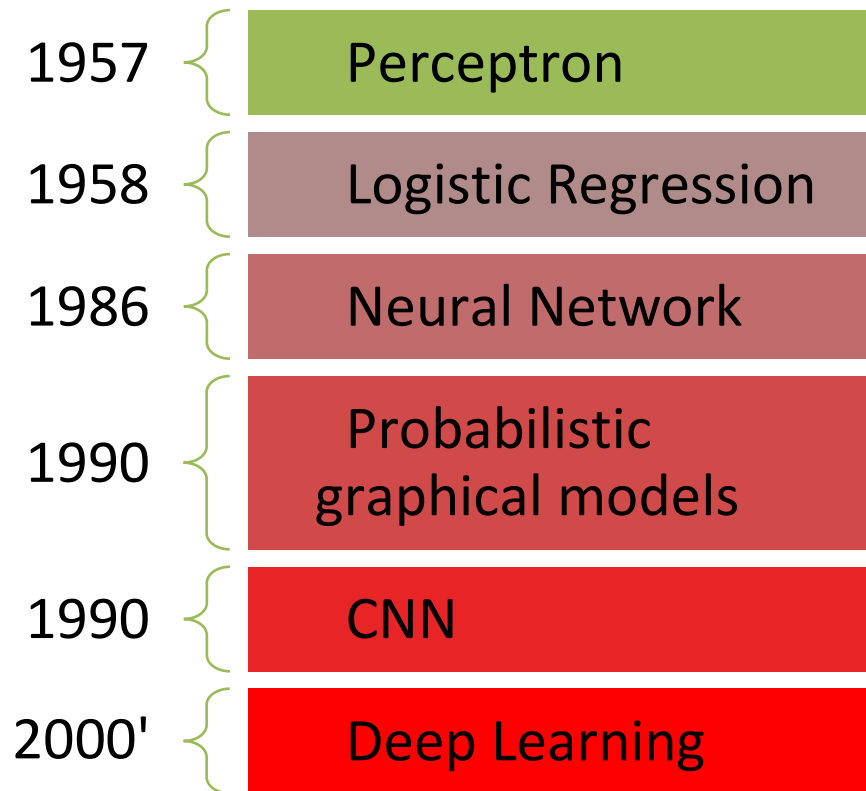 1957 Perceptron
1958 Logistic Regression
1986 Neural Network
1990 Probabilistic
graphical models
1990 CNN
2000' Deep Learning